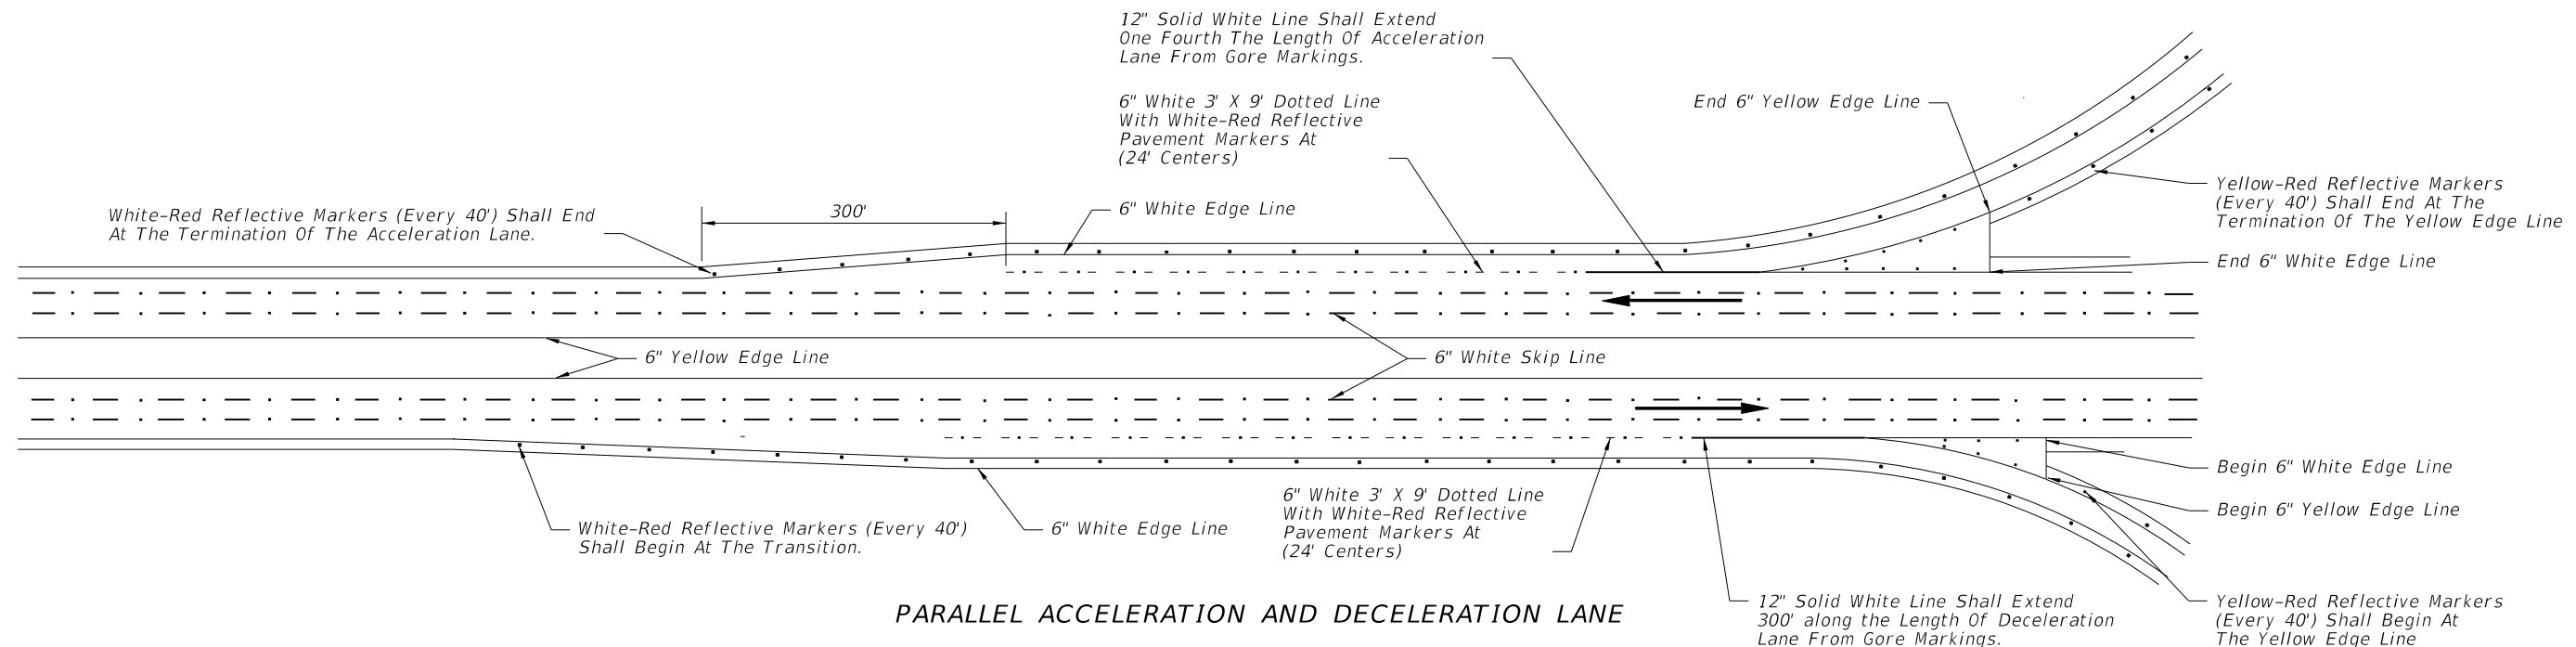 12" Solid White Line Shall Extend
One Fourth The Length Of Acceleration
Lane From Gore Markings.
6" White 3' X 9' Dotted Line
With White-Red Reflective
Pavement Markers At
(24' Centers)
End 6" Yellow Edge Line
Yellow-Red Reflective Markers
(Every 40') Shall End At The
Termination Of The Yellow Edge Line
White-Red Reflective Markers (Every 40') Shall End
At The Termination Of The Acceleration Lane.
300'
6" White Edge Line
End 6" White Edge Line
6" Yellow Edge Line
6" White Skip Line
Begin 6" White Edge Line
Begin 6" Yellow Edge Line
White-Red Reflective Markers (Every 40')
Shall Begin At The Transition.
6" White Edge Line
6" White 3' X 9' Dotted Line
With White-Red Reflective
Pavement Markers At
(24' Centers)
12" Solid White Line Shall Extend
300' along the Length Of Deceleration
Lane From Gore Markings.
Yellow-Red Reflective Markers
(Every 40') Shall Begin At
The Yellow Edge Line
PARALLEL ACCELERATION AND DECELERATION LANE